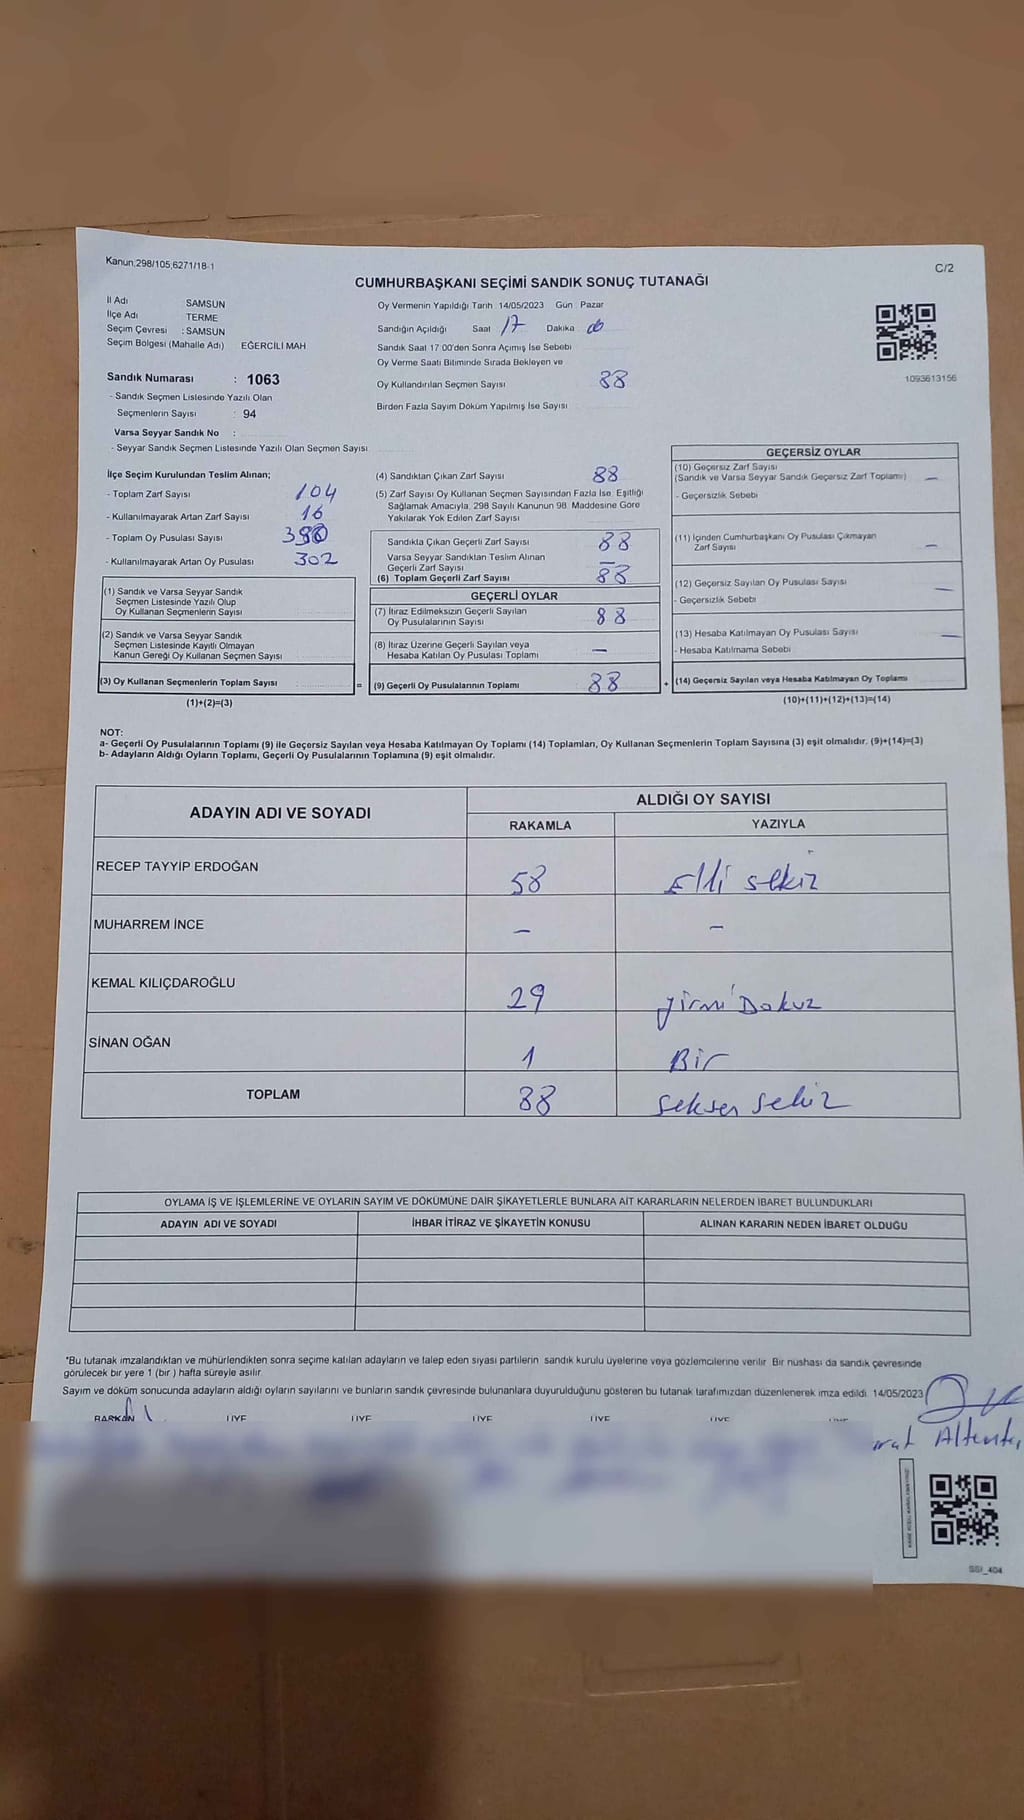 Kanun;298/105;6271/18-1
C/2
CUMHURBAŞKANI SEÇİMİ SANDIK SONUÇ TUTANAĞI
İl Adı SAMSUN
İlçe Adı TERME
Seçim Çevresi : SAMSUN
Seçim Bölgesi (Mahalle Adı) EĞERCİLİ MAH
Oy Vermenin Yapıldığı Tarih 14/05/2023 Gün Pazar
Sandığın Açıldığı Saat 17 Dakika 00
Sandık Saat 17:00'den Sonra Açımış İse Sebebi
Oy Verme Saati Bitiminde Sırada Bekleyen ve
Oy Kullandırılan Seçmen Sayısı 88
Birden Fazla Sayım Döküm Yapılmış İse Sayısı
1093613156
Sandık Numarası : 1063
- Sandık Seçmen Listesinde Yazılı Olan
Seçmenlerin Sayısı : 94
Varsa Seyyar Sandık No :
- Seyyar Sandık Seçmen Listesinde Yazılı Olan Seçmen Sayısı
İlçe Seçim Kurulundan Teslim Alınan;
- Toplam Zarf Sayısı 104
- Kullanılmayarak Artan Zarf Sayısı 16
- Toplam Oy Pusulası Sayısı
- Kullanılmayarak Artan Oy Pusulası 302
(1) Sandık ve Varsa Seyyar Sandık
Seçmen Listesinde Yazılı Olup
Oy Kullanan Seçmenlerin Sayısı
(2) Sandık ve Varsa Seyyar Sandık
Seçmen Listesinde Kayıtlı Olmayan
Kanun Gereği Oy Kullanan Seçmen Sayısı
(3) Oy Kullanan Seçmenlerin Toplam Sayısı =
(1)+(2)=(3)
(4) Sandıktan Çıkan Zarf Sayısı 88
(5) Zarf Sayısı Oy Kullanan Seçmen Sayısından Fazla İse; Eşitliği
Sağlamak Amacıyla, 298 Sayılı Kanunun 98. Maddesine Göre
Yakılarak Yok Edilen Zarf Sayısı
Sandıkta Çıkan Geçerli Zarf Sayısı 88
Varsa Seyyar Sandıktan Teslim Alınan
Geçerli Zarf Sayısı –
(6) Toplam Geçerli Zarf Sayısı 88
GEÇERLİ OYLAR
(7) İtiraz Edilmeksizin Geçerli Sayılan
Oy Pusulalarının Sayısı 88
(8) İtiraz Üzerine Geçerli Sayılan veya
Hesaba Katılan Oy Pusulası Toplamı –
(9) Geçerli Oy Pusulalarının Toplamı 88 +
GEÇERSİZ OYLAR
(10) Geçersiz Zarf Sayısı
(Sandık ve Varsa Seyyar Sandık Geçersiz Zarf Toplamı) –
- Geçersizlik Sebebi
(11) İçinden Cumhurbaşkanı Oy Pusulası Çıkmayan
Zarf Sayısı –
(12) Geçersiz Sayılan Oy Pusulası Sayısı –
- Geçersizlik Sebebi
(13) Hesaba Katılmayan Oy Pusulası Sayısı –
- Hesaba Katılmama Sebebi
(14) Geçersiz Sayılan veya Hesaba Katılmayan Oy Toplamı
(10)+(11)+(12)+(13)=(14)
NOT:
a- Geçerli Oy Pusulalarının Toplamı (9) ile Geçersiz Sayılan veya Hesaba Katılmayan Oy Toplamı (14) Toplamları, Oy Kullanan Seçmenlerin Toplam Sayısına (3) eşit olmalıdır. (9)+(14)=(3)
b- Adayların Aldığı Oyların Toplamı, Geçerli Oy Pusulalarının Toplamına (9) eşit olmalıdır.
ADAYIN ADI VE SOYADI ALDIĞI OY SAYISI
RAKAMLA YAZIYLA
RECEP TAYYİP ERDOĞAN 58 Elli sekiz
MUHARREM İNCE – –
KEMAL KILIÇDAROĞLU 29 yirmi Dokuz
SİNAN OĞAN 1 Bir
TOPLAM 88 seksen sekiz
OYLAMA İŞ VE İŞLEMLERİNE VE OYLARIN SAYIM VE DÖKÜMÜNE DAİR ŞİKAYETLERLE BUNLARA AİT KARARLARIN NELERDEN İBARET BULUNDUKLARI
ADAYIN ADI VE SOYADI İHBAR İTİRAZ VE ŞİKAYETİN KONUSU ALINAN KARARIN NEDEN İBARET OLDUĞU
*Bu tutanak imzalandıktan ve mühürlendikten sonra seçime katılan adayların ve talep eden siyasi partilerin sandık kurulu üyelerine veya gözlemcilerine verilir. Bir nüshası da sandık çevresinde
görülecek bir yere 1 (bir ) hafta süreyle asılır.
Sayım ve döküm sonucunda adayların aldığı oyların sayılarını ve bunların sandık çevresinde bulunanlara duyurulduğunu gösteren bu tutanak tarafımızdan düzenlenerek imza edildi. 14/05/2023
BAŞKAN ÜYE ÜYE ÜYE ÜYE ÜYE
SSI_404